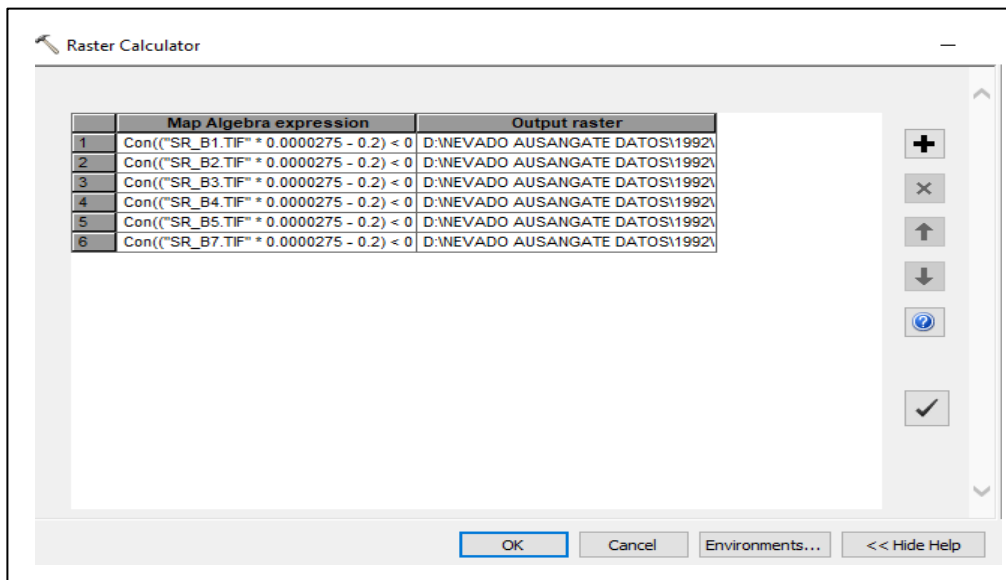 Raster Calculator
Map Algebra expression Output raster
1 Con(("SR_B1.TIF" * 0.0000275 - 0.2) < 0 D:\NEVADO AUSANGATE DATOS\1992\
2 Con(("SR_B2.TIF" * 0.0000275 - 0.2) < 0 D:\NEVADO AUSANGATE DATOS\1992\
3 Con(("SR_B3.TIF" * 0.0000275 - 0.2) < 0 D:\NEVADO AUSANGATE DATOS\1992\
4 Con(("SR_B4.TIF" * 0.0000275 - 0.2) < 0 D:\NEVADO AUSANGATE DATOS\1992\
5 Con(("SR_B5.TIF" * 0.0000275 - 0.2) < 0 D:\NEVADO AUSANGATE DATOS\1992\
6 Con(("SR_B7.TIF" * 0.0000275 - 0.2) < 0 D:\NEVADO AUSANGATE DATOS\1992\
OK Cancel Environments... << Hide Help